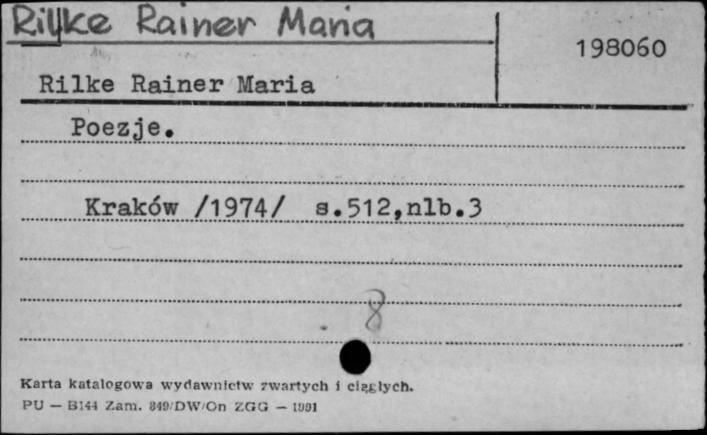 Rilke Rainer Maria
198060
Rilke Rainer Maria
Poezje.
Kraków /1974/ s.512,nlb.3
8
Karta katalogowa wydawnictw zwartych i ciągłych.
PU — B144 Zam. 849/DW/On ZGG — 1991